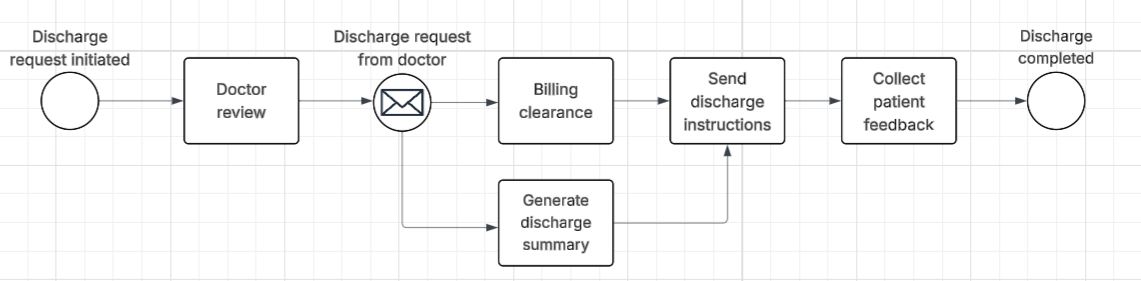 Discharge
request initiated
Doctor
review
Discharge request
from doctor
Billing
clearance
Generate
discharge
summary
Send
discharge
instructions
Collect
patient
feedback
Discharge
completed